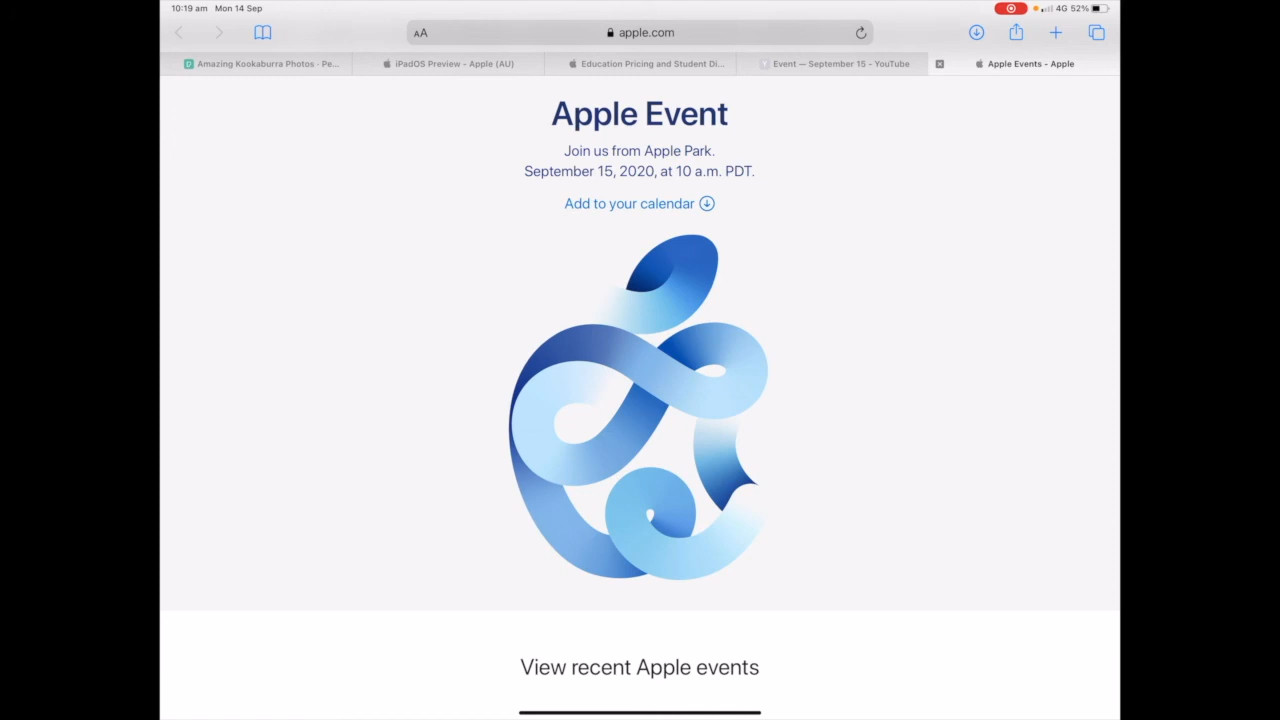 10:19 am Mon 14 Sep
4G 52%
AA
apple.com
Amazing Kookaburra Photos · Pe...
iPadOS Preview - Apple (AU)
Education Pricing and Student Di...
Event — September 15 - YouTube
Apple Events - Apple
Apple Event
Join us from Apple Park.
September 15, 2020, at 10 a.m. PDT.
Add to your calendar
View recent Apple events